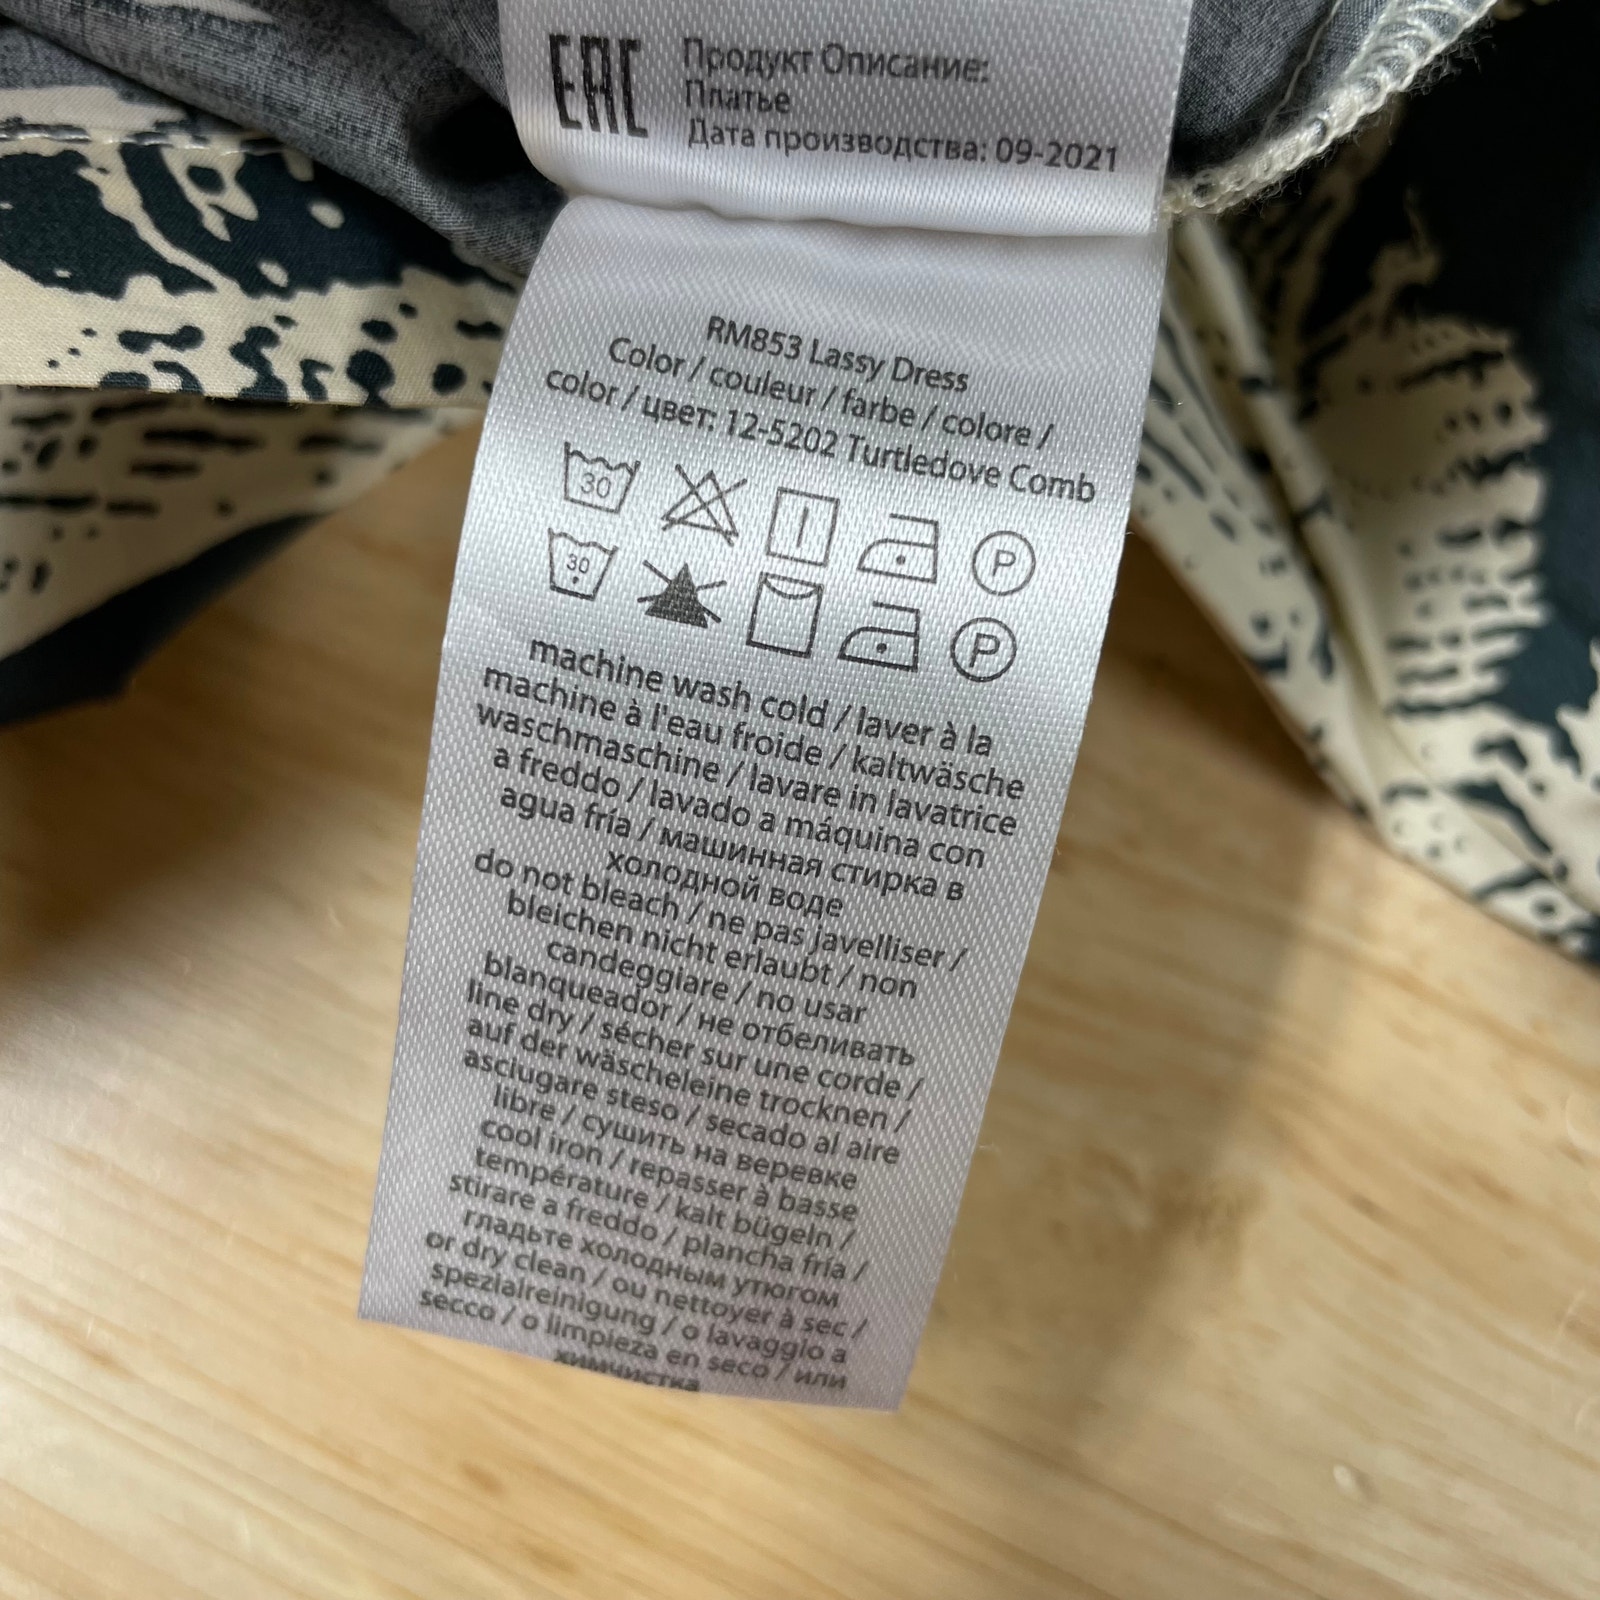 EAC
Продукт Описание:
Платье
Дата производства: 09-2021
RM853 Lassy Dress
Color / couleur / farbe / colore /
color / цвет: 12-5202 Turtledove Comb
30
P
30
P
machine wash cold / laver à la
machine à l'eau froide / kaltwäsche
waschmaschine / lavare in lavatrice
a freddo / lavado a máquina con
agua fría / машинная стирка в
холодной воде
do not bleach / ne pas javelliser /
bleichen nicht erlaubt / non
candeggiare / no usar
blanqueador / не отбеливать
line dry / sécher sur une corde /
auf der wäscheleine trocknen /
asciugare steso / secado al aire
libre / сушить на веревке
cool iron / repasser à basse
température / kalt bügeln /
stirare a freddo / plancha fría /
гладьте холодным утюгом
or dry clean / ou nettoyer à sec /
spezialreinigung / o lavaggio a
secco / o limpieza en seco / или
химчистка